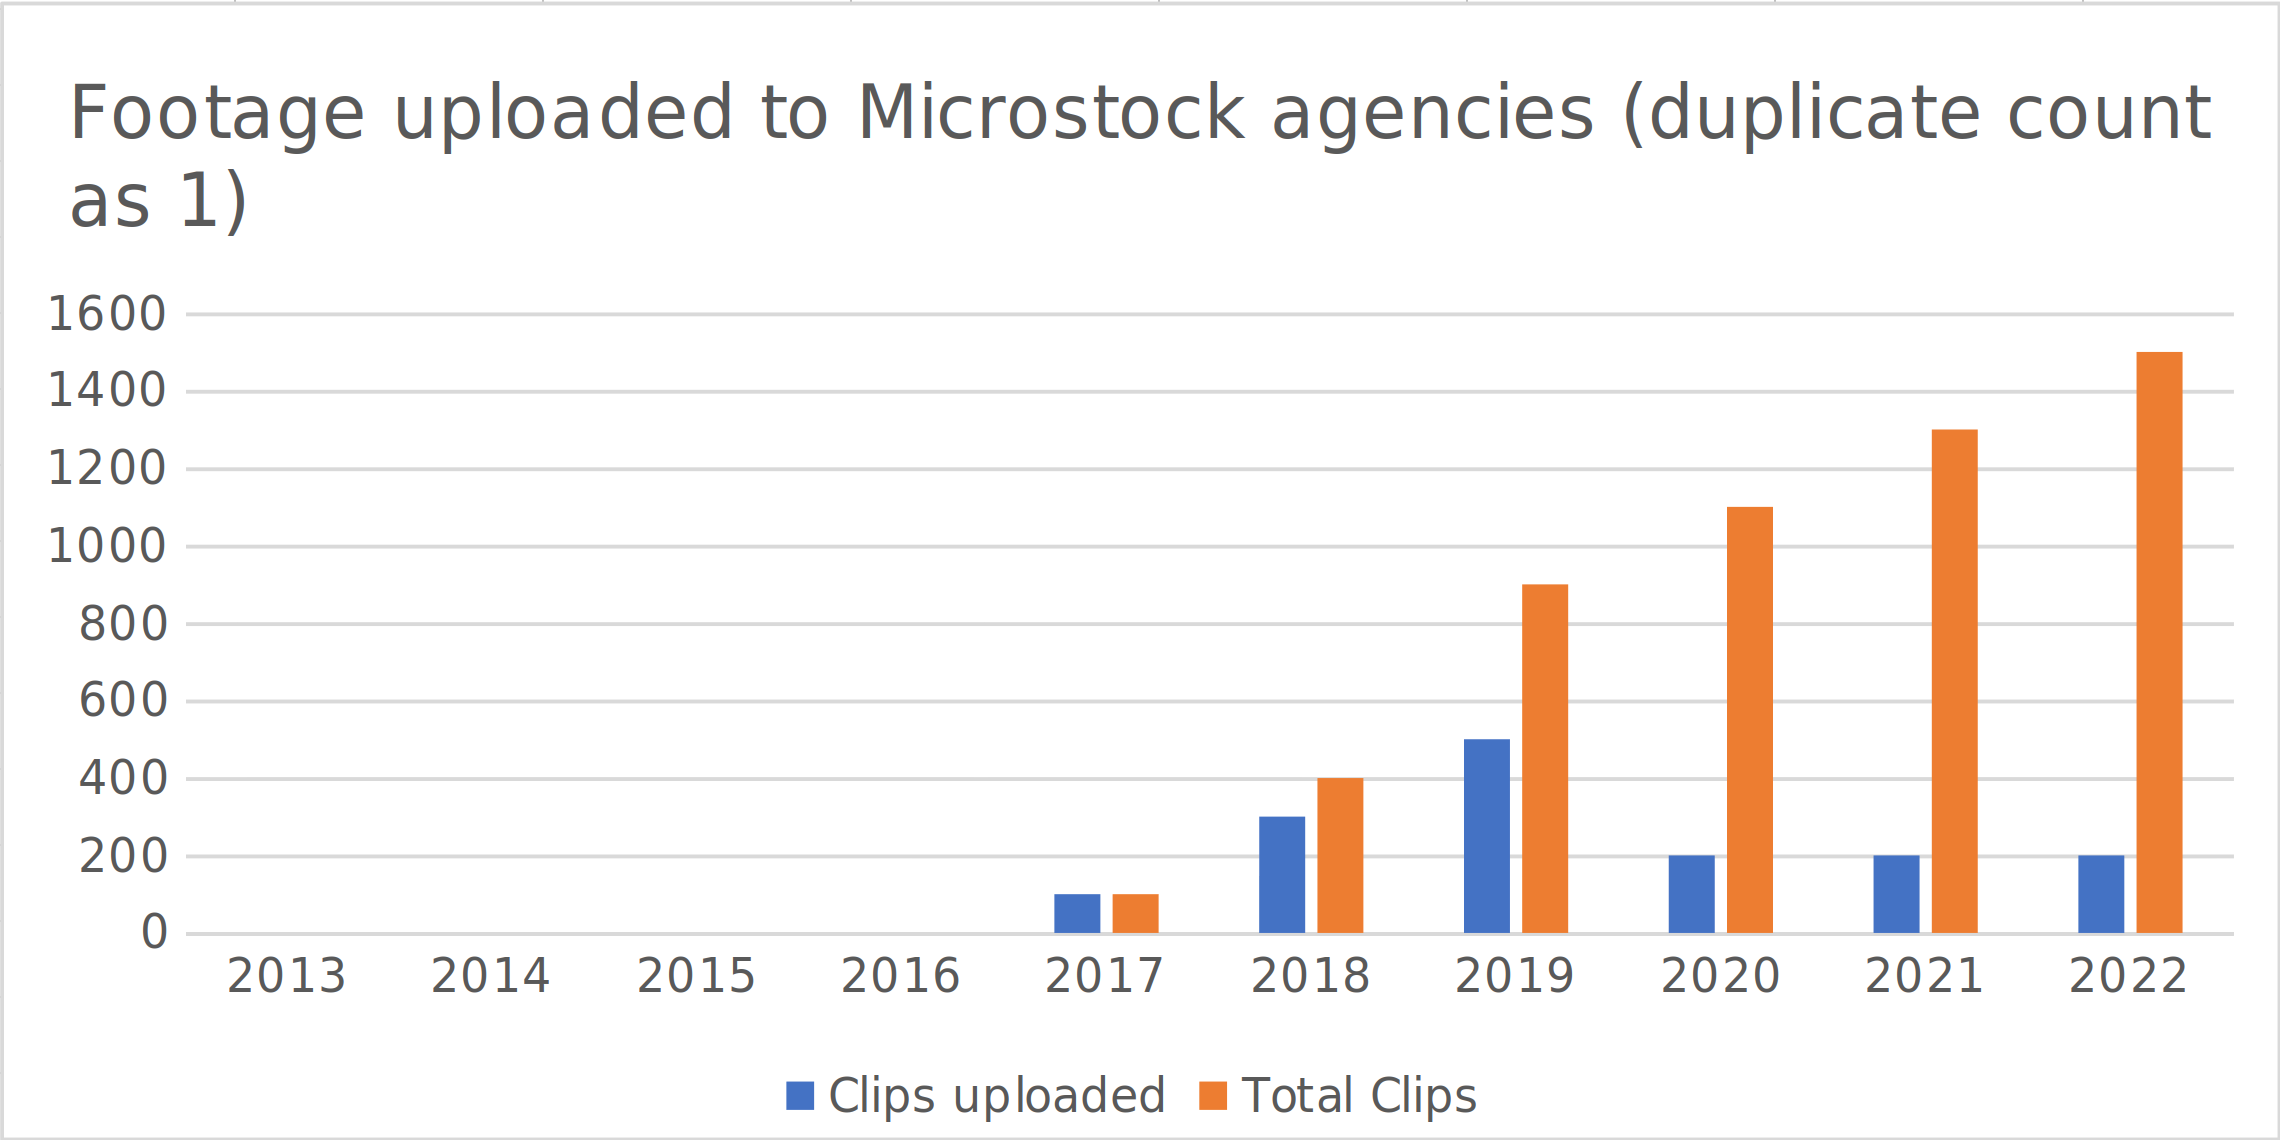 Footage uploaded to Microstock agencies (duplicate count
as 1)
1600
1400
1200
1000
800
600
400
200
0
2013 2014 2015 2016 2017 2018 2019 2020 2021 2022
Clips uploaded Total Clips